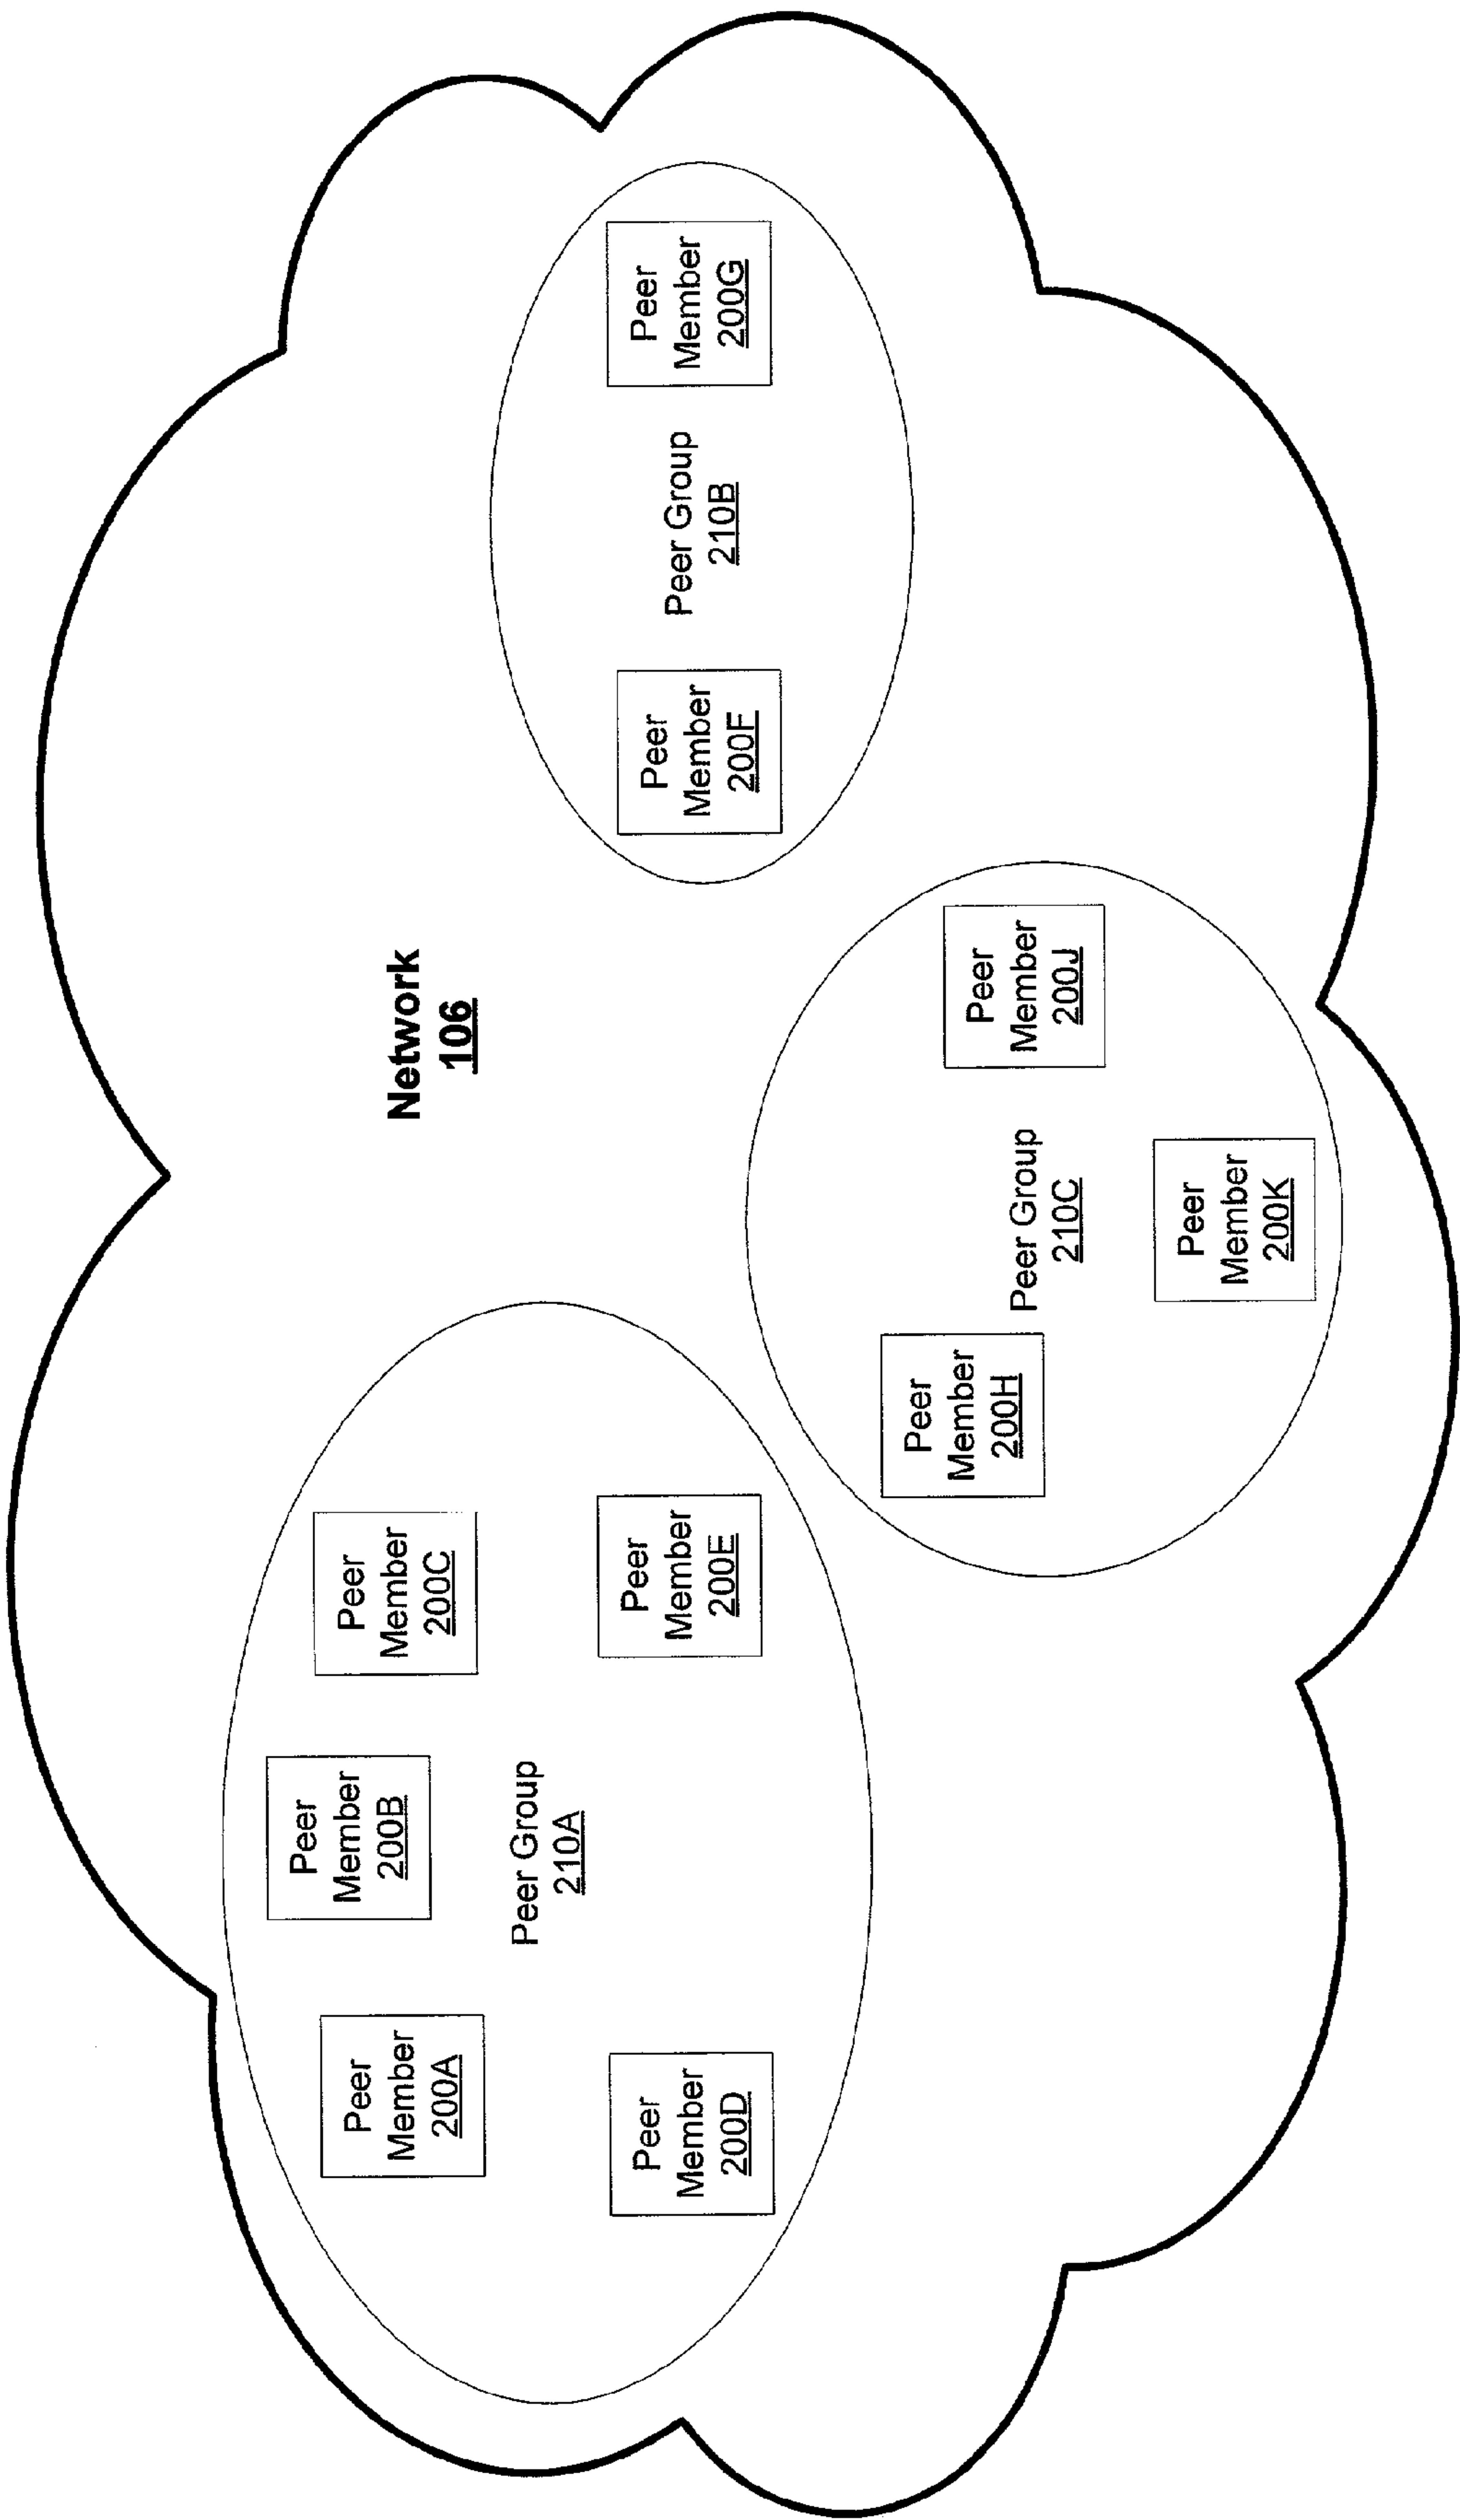 Network
106
Peer
Member
200A
Peer
Member
200B
Peer
Member
200C
Peer Group
210A
Peer
Member
200D
Peer
Member
200E
Peer
Member
200F
Peer Group
210B
Peer
Member
200G
Peer
Member
200H
Peer Group
210C
Peer
Member
200J
Peer
Member
200K